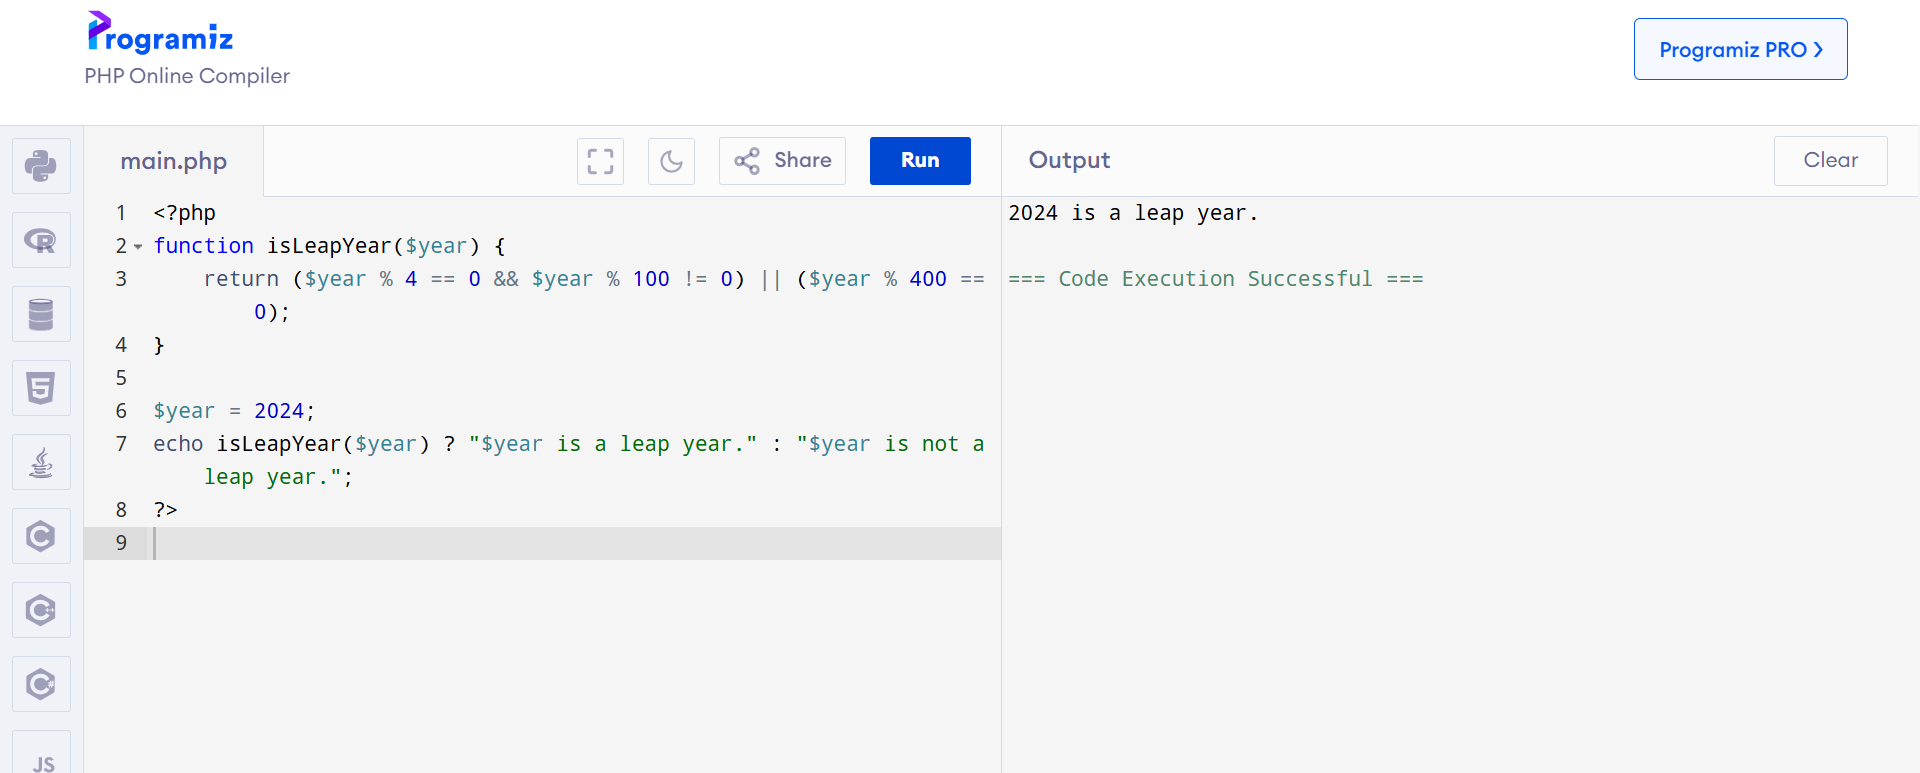 Programiz
PHP Online Compiler
Programiz PRO ❯
main.php
Share
Run
Output
Clear
1 <?php
2 function isLeapYear($year) {
3 return ($year % 4 == 0 && $year % 100 != 0) || ($year % 400 ==
0);
4 }
5
6 $year = 2024;
7 echo isLeapYear($year) ? "$year is a leap year." : "$year is not a
leap year.";
8 ?>
9
2024 is a leap year.
=== Code Execution Successful ===
R
5
C
C++
C#
JS